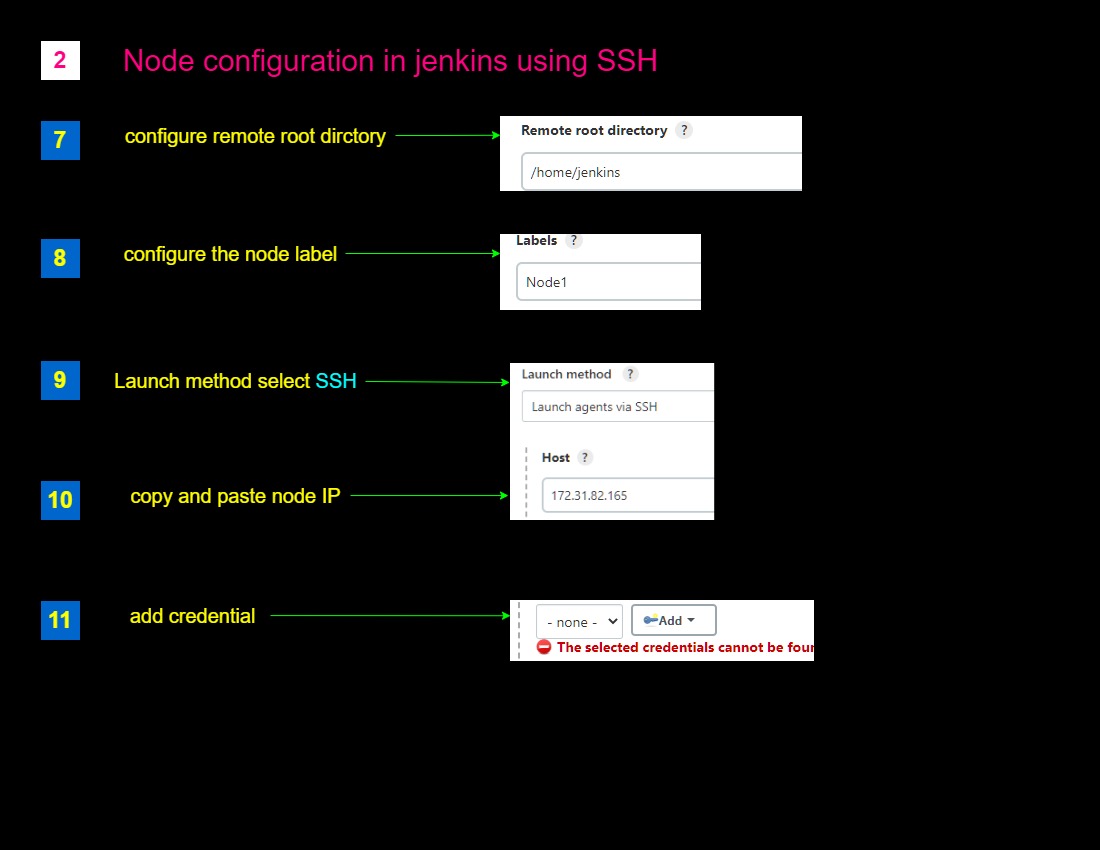 2 Node configuration in jenkins using SSH
7 configure remote root dirctory
Remote root directory ?
/home/jenkins
8 configure the node label
Labels ?
Node1
9 Launch method select SSH
Launch method ?
Launch agents via SSH
Host ?
10 copy and paste node IP
172.31.82.165
11 add credential
- none - Add
The selected credentials cannot be